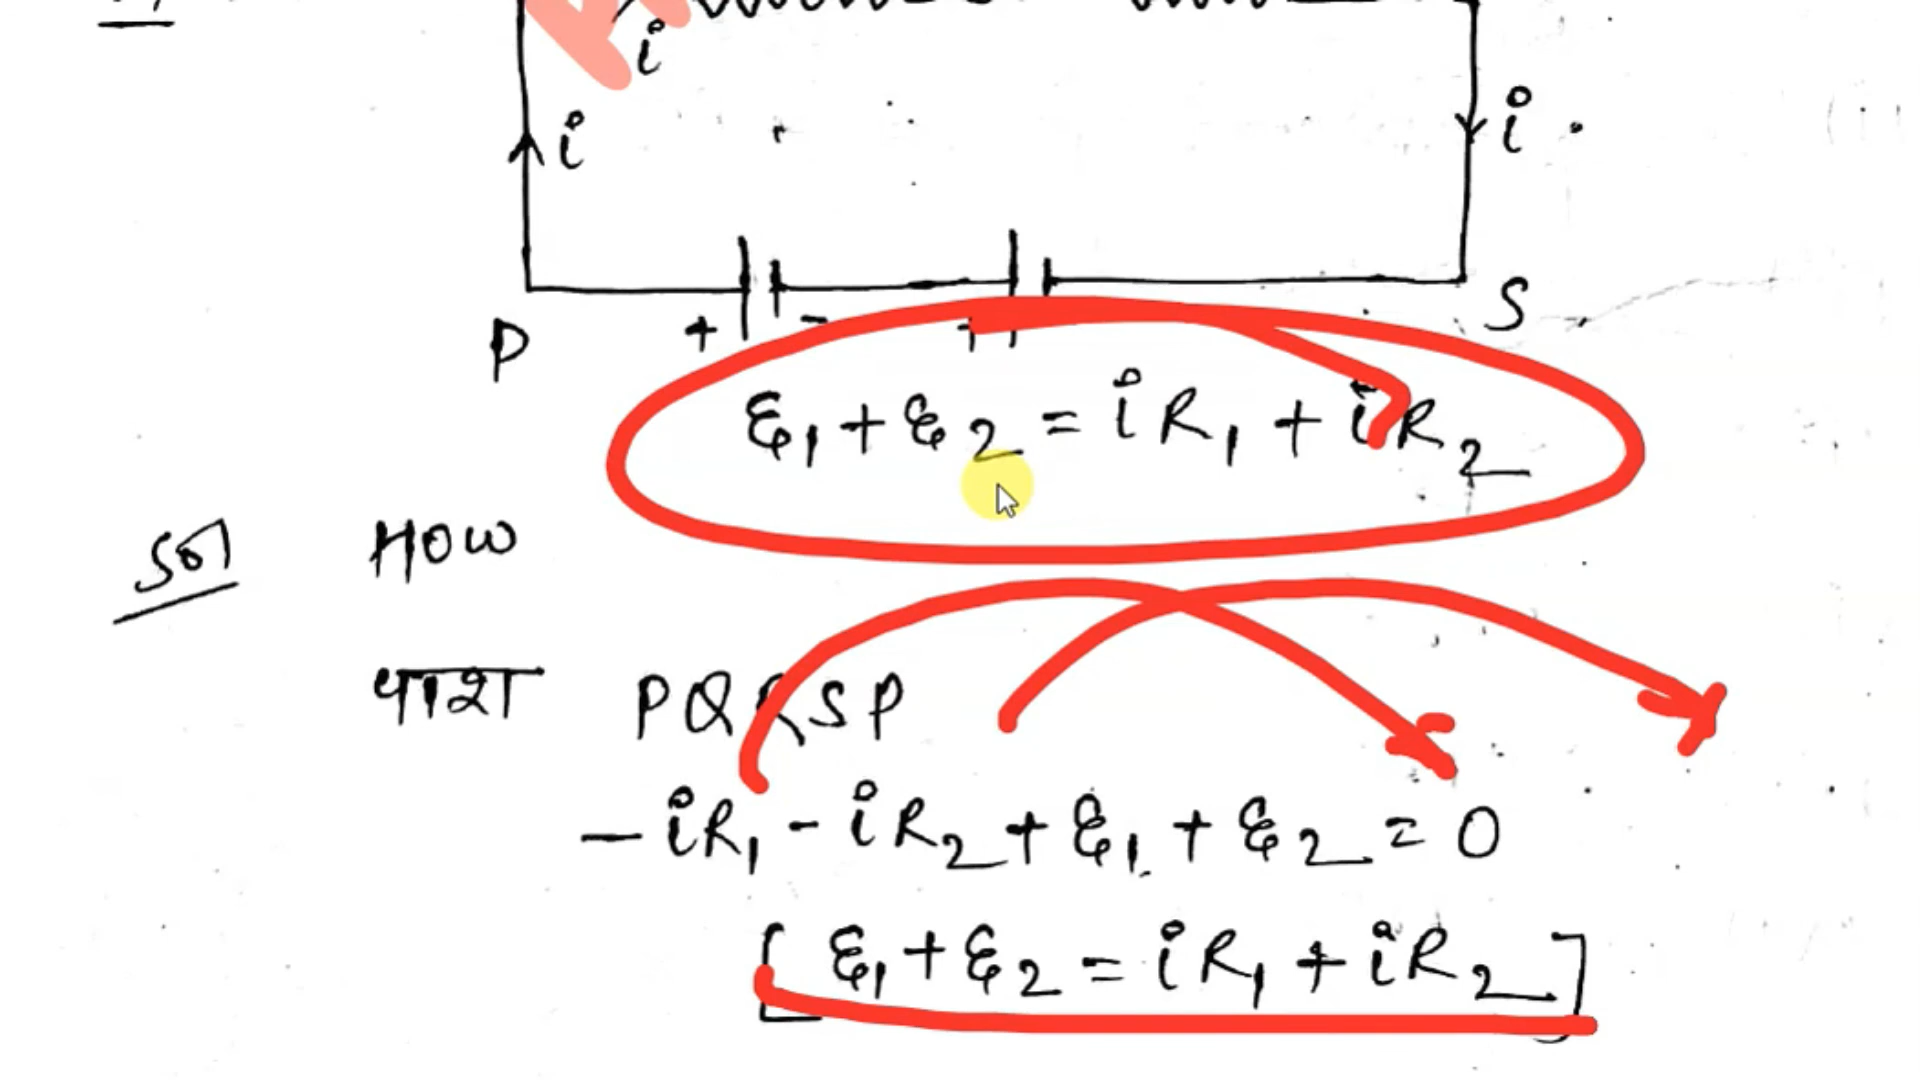 i
i
i
P + - + S
ε₁ + ε₂ = iR₁ + iR₂
Sol How
पाश PQRSP
- iR₁ - iR₂ + ε₁ + ε₂ = 0
[ ε₁ + ε₂ = iR₁ + iR₂ ]